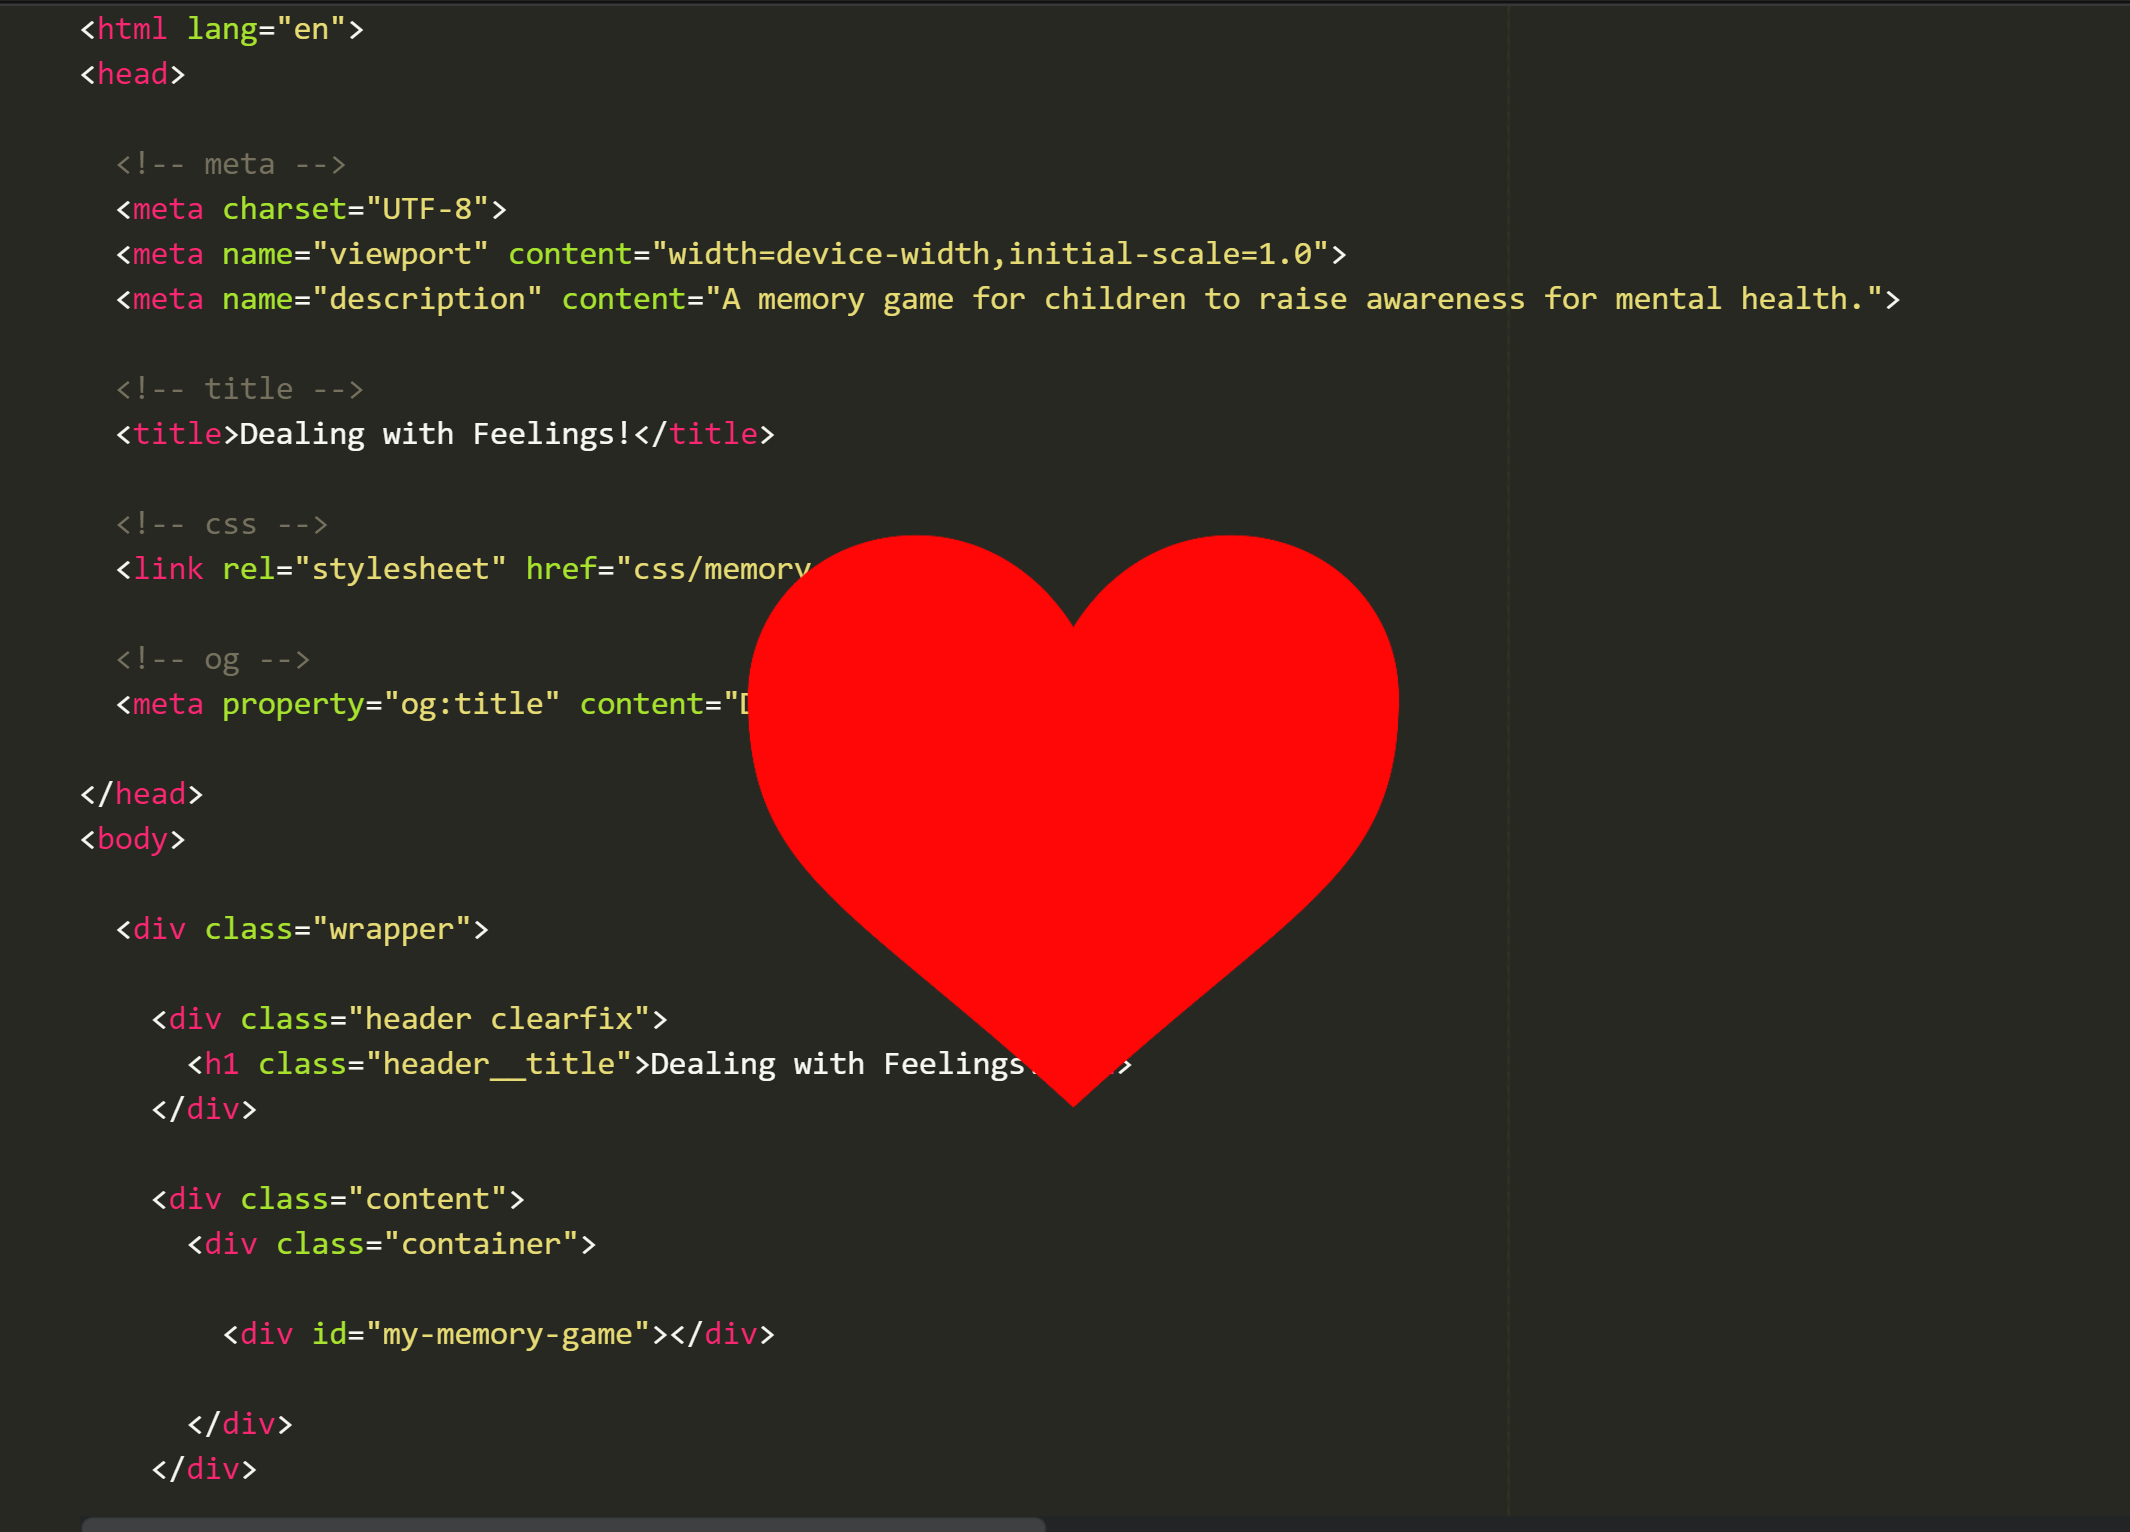 <html lang="en">
<head>
<!-- meta -->
<meta charset="UTF-8">
<meta name="viewport" content="width=device-width,initial-scale=1.0">
<meta name="description" content="A memory game for children to raise awareness for mental health.">
<!-- title -->
<title>Dealing with Feelings!</title>
<!-- css -->
<link rel="stylesheet" href="css/memory
<!-- og -->
<meta property="og:title" content="
</head>
<body>
<div class="wrapper">
<div class="header clearfix">
<h1 class="header__title">Dealing with Feelings
</div>
<div class="content">
<div class="container">
<div id="my-memory-game"></div>
</div>
</div>